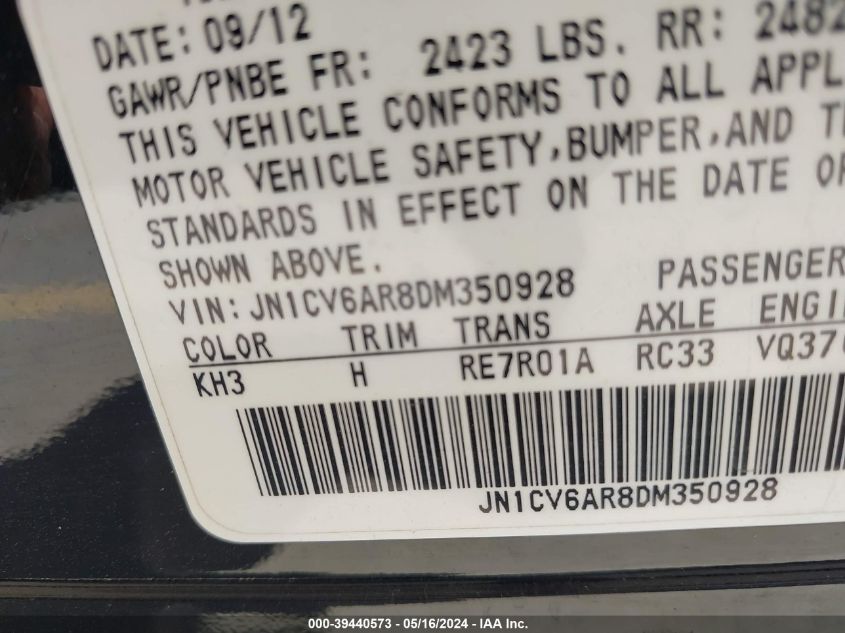 DATE: 09/12
GAWR/PNBE FR: 2423 LBS. RR: 2482
THIS VEHICLE CONFORMS TO ALL
MOTOR VEHICLE SAFETY, BUMPER, AND
STANDARDS IN EFFECT ON THE DATE
SHOWN ABOVE.
VIN: JN1CV6AR8DM350928 PASSENGER
COLOR TRIM TRANS AXLE
KH3 H RE7R01A RC33 VQ37
JN1CV6AR8DM350928
000-39440573 - 05/16/2024 - IAA Inc.